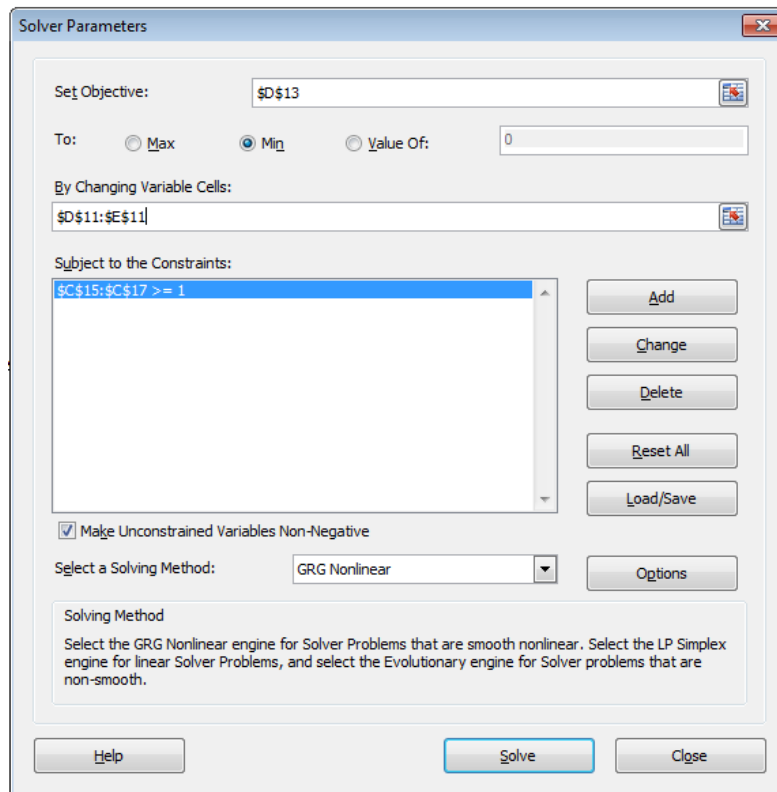 Solver Parameters
Set Objective: $D$13
To: Max Min Value Of: 0
By Changing Variable Cells:
$D$11:$E$11
Subject to the Constraints:
$C$15:$C$17 >= 1
Add
Change
Delete
Reset All
Load/Save
Make Unconstrained Variables Non-Negative
Select a Solving Method: GRG Nonlinear Options
Solving Method
Select the GRG Nonlinear engine for Solver Problems that are smooth nonlinear. Select the LP Simplex
engine for linear Solver Problems, and select the Evolutionary engine for Solver problems that are
non-smooth.
Help Solve Close